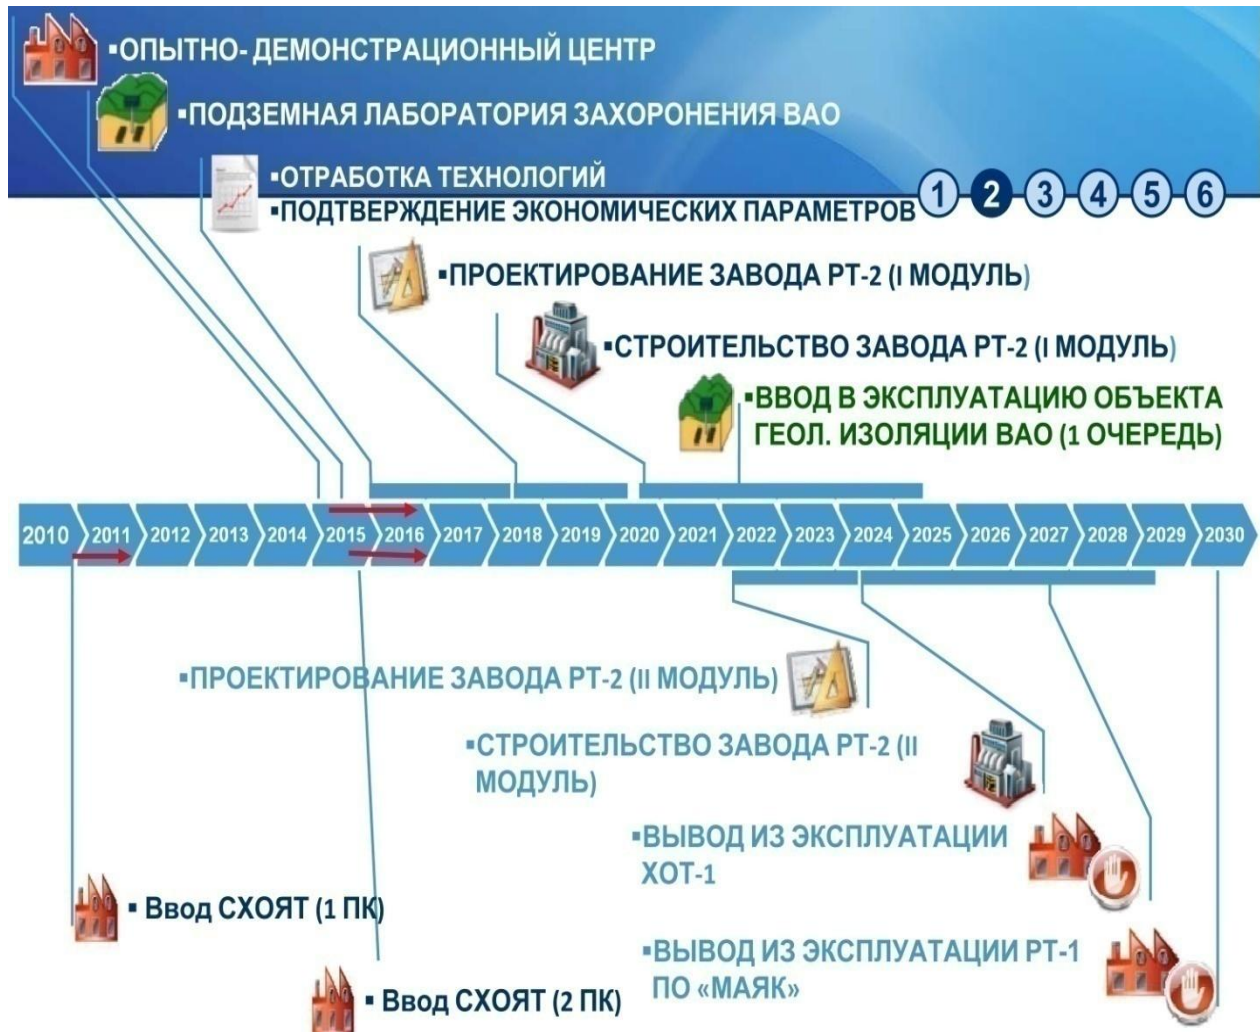 ▪ОПЫТНО- ДЕМОНСТРАЦИОННЫЙ ЦЕНТР
▪ПОДЗЕМНАЯ ЛАБОРАТОРИЯ ЗАХОРОНЕНИЯ ВАО
▪ОТРАБОТКА ТЕХНОЛОГИЙ
▪ПОДТВЕРЖДЕНИЕ ЭКОНОМИЧЕСКИХ ПАРАМЕТРОВ
1 2 3 4 5 6
▪ПРОЕКТИРОВАНИЕ ЗАВОДА РТ-2 (I МОДУЛЬ)
▪СТРОИТЕЛЬСТВО ЗАВОДА РТ-2 (I МОДУЛЬ)
▪ВВОД В ЭКСПЛУАТАЦИЮ ОБЪЕКТА
ГЕОЛ. ИЗОЛЯЦИИ ВАО (1 ОЧЕРЕДЬ)
2010 2011 2012 2013 2014 2015 2016 2017 2018 2019 2020 2021 2022 2023 2024 2025 2026 2027 2028 2029 2030
▪ПРОЕКТИРОВАНИЕ ЗАВОДА РТ-2 (II МОДУЛЬ)
▪СТРОИТЕЛЬСТВО ЗАВОДА РТ-2 (II
МОДУЛЬ)
▪ВЫВОД ИЗ ЭКСПЛУАТАЦИИ
ХОТ-1
▪ Ввод СХОЯТ (1 ПК)
▪ВЫВОД ИЗ ЭКСПЛУАТАЦИИ РТ-1
ПО «МАЯК»
▪ Ввод СХОЯТ (2 ПК)